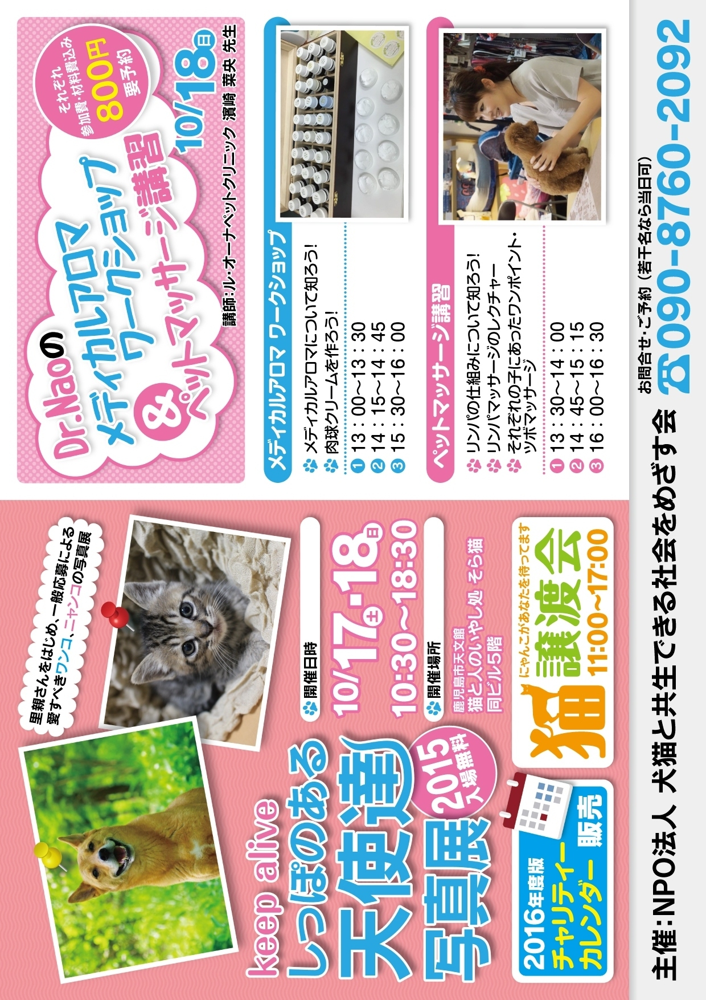 里親さんをはじめ、一般応募による
愛すべきワンコ、ニャンコの写真展
keep alive
しっぽのある
天使達
写真展
2015
入場無料
開催日時
10/17土・18日
10:30〜18:30
開催場所
鹿児島市天文館
猫と人のいやし処 そら猫
同ビル5階
2016年度版
チャリティー
カレンダー 販売
にゃんこがあなたを待ってます
猫譲渡会
11:00〜17:00
Dr.Naoの
メディカルアロマ
ワークショップ
&
ペットマッサージ講習
それぞれ
参加費・材料費込み
800円
要予約
10/18日
講師:ル・オーナペットクリニック 濱崎 菜央 先生
メディカルアロマ ワークショップ
メディカルアロマについて知ろう!
肉球クリームを作ろう!
1 13:00〜13:30
2 14:15〜14:45
3 15:30〜16:00
ペットマッサージ講習
リンパの仕組みについて知ろう!
リンパマッサージのレクチャー
それぞれの子にあったワンポイント・
ツボマッサージ
1 13:30〜14:00
2 14:45〜15:15
3 16:00〜16:30
主催:NPO法人 犬猫と共生できる社会をめざす会
お問合せ・ご予約(若干名なら当日可)
☎090-8760-2092